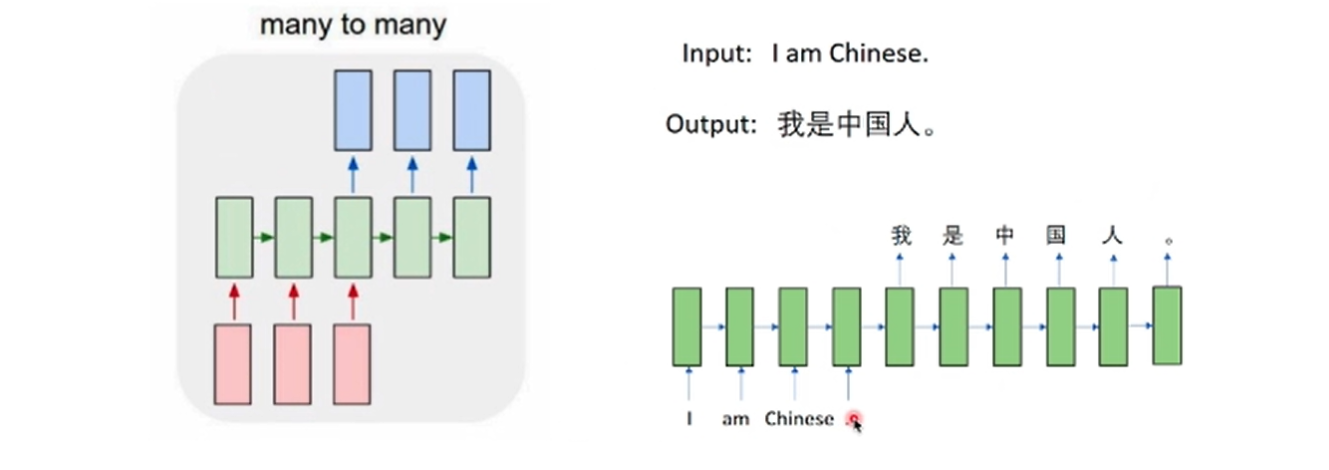 many to many
Input: I am Chinese.
Output: 我是中国人。
我 是 中 国 人 。
I am Chinese